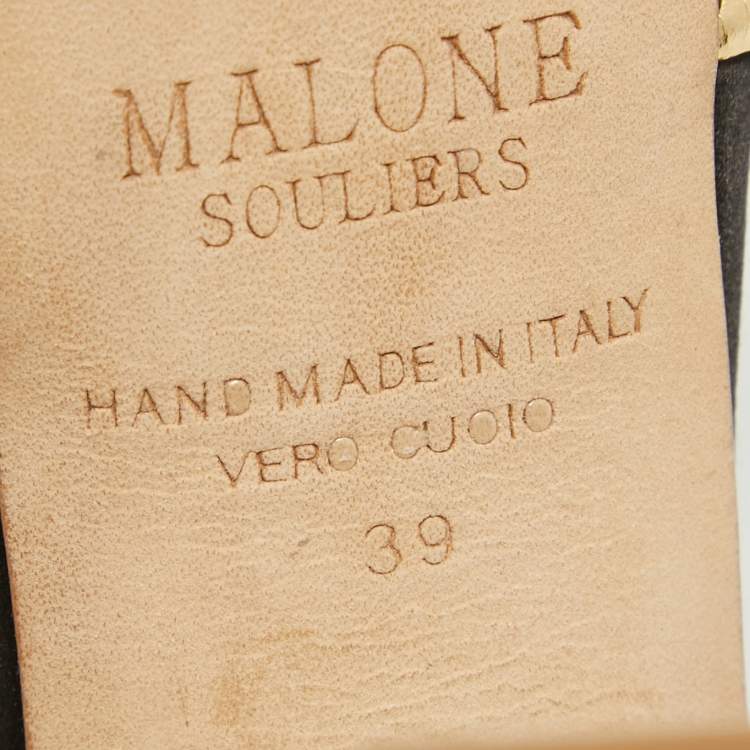 MALONE
SOULIERS
HAND MADE IN ITALY
VERO CUOIO
39